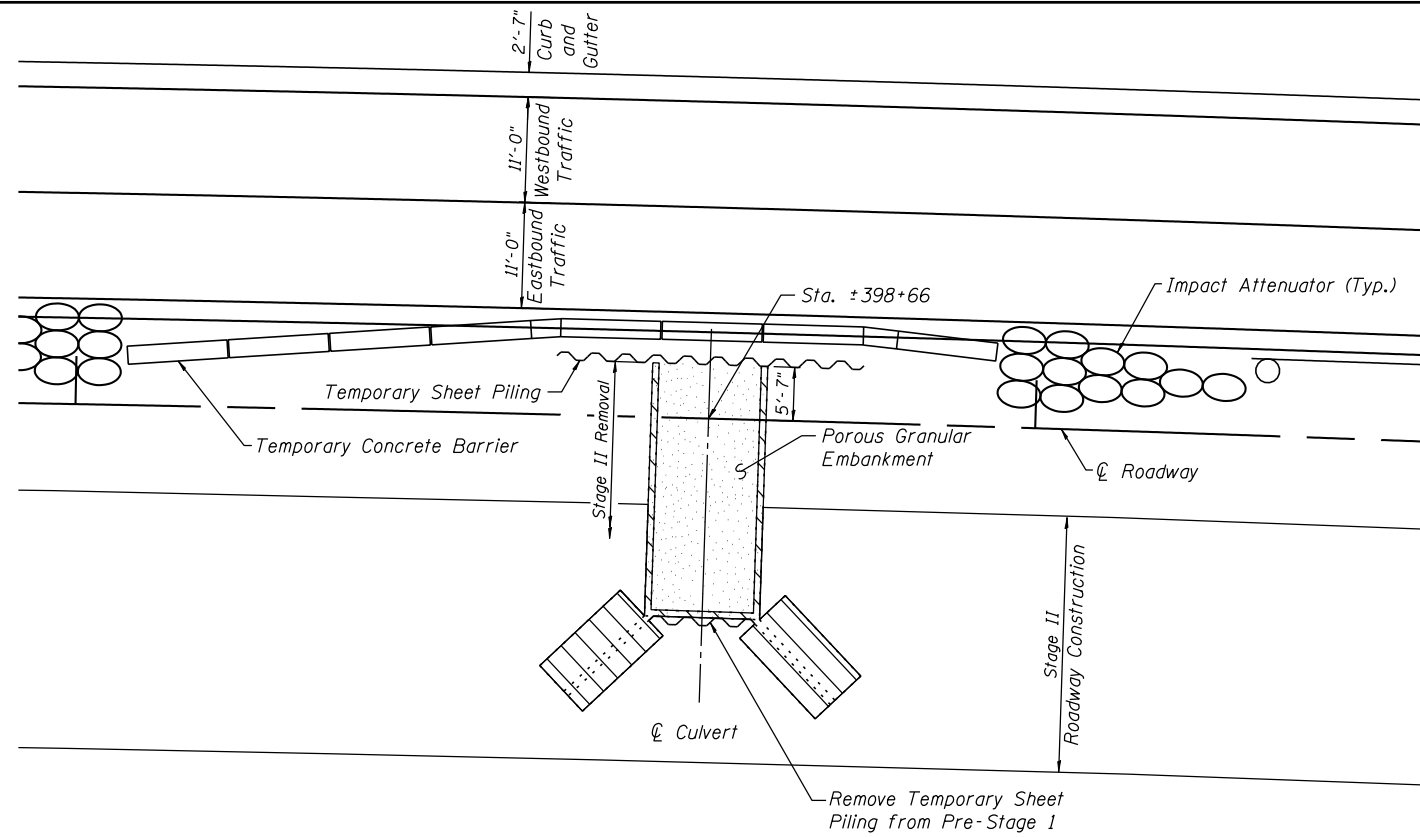 2'-7"
Curb
and
Gutter
11'-0"
Westbound
Traffic
11'-0"
Eastbound
Traffic
Sta. ±398+66
Impact Attenuator (Typ.)
Temporary Sheet Piling
Stage II Removal
5'-7"
Temporary Concrete Barrier
Porous Granular
Embankment
℄ Roadway
Stage II
Roadway Construction
℄ Culvert
Remove Temporary Sheet
Piling from Pre-Stage 1